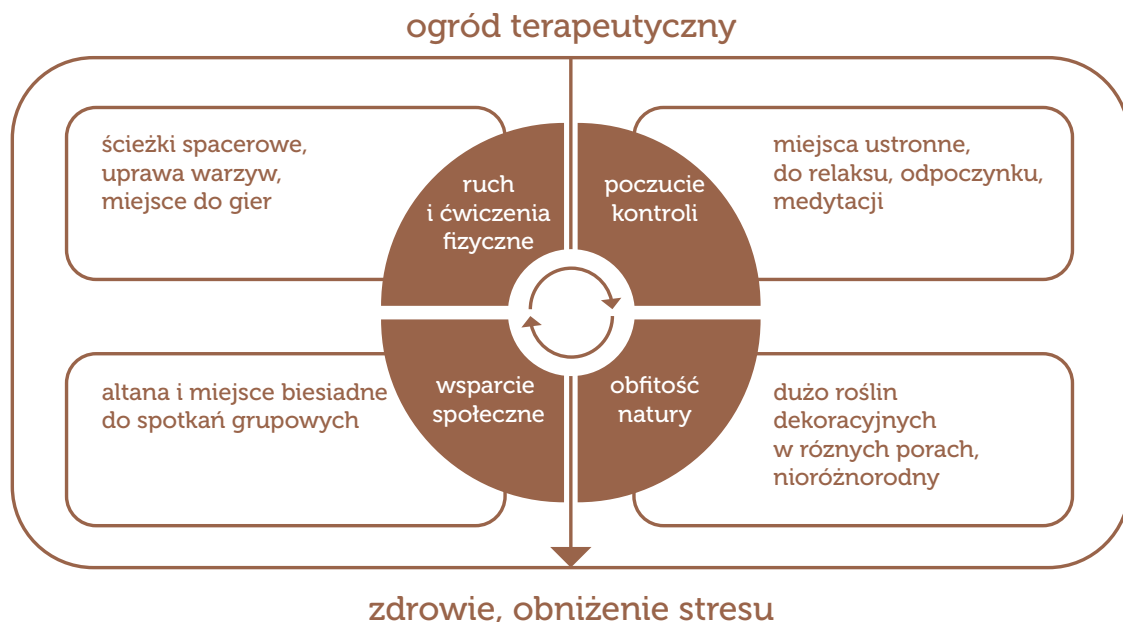 ogród terapeutyczny
ścieżki spacerowe,
uprawa warzyw,
miejsce do gier
ruch
i ćwiczenia
fizyczne
poczucie
kontroli
miejsca ustronne,
do relaksu, odpoczynku,
medytacji
altana i miejsce biesiadne
do spotkań grupowych
wsparcie
społeczne
obfitość
natury
dużo roślin
dekoracyjnych
w róznych porach,
nioróżnorodny
zdrowie, obniżenie stresu